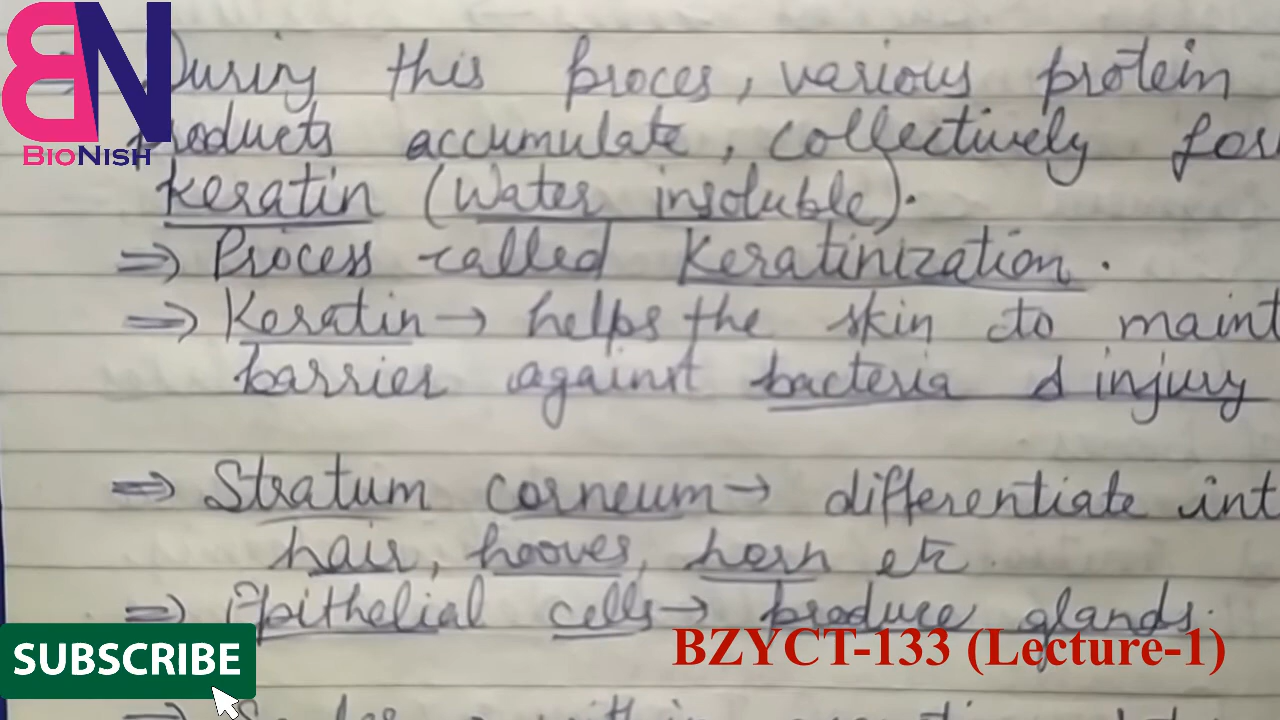 BN
BIONISH
⇒ During this proces, various protein
products accumulate, collectively for
keratin (Water insoluble).
⇒ Process called Keratinization.
⇒ Keratin → helps the skin to maint
barrier against bacteria & injury
⇒ Stratum corneum → differentiate int
hair, hooves, horn etc.
⇒ Epithelial cells → produce glands.
BZYCT-133 (Lecture-1)
SUBSCRIBE